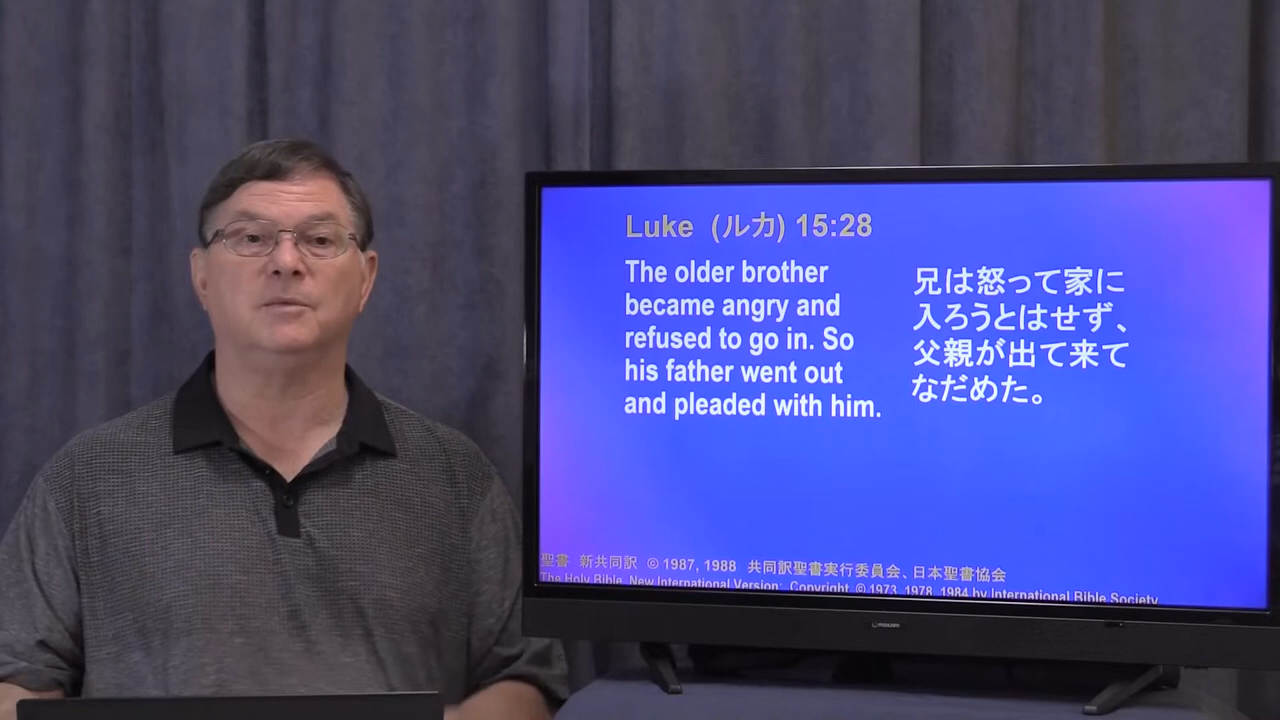 Luke (ルカ) 15:28
The older brother
became angry and
refused to go in. So
his father went out
and pleaded with him.
兄は怒って家に
入ろうとはせず、
父親が出て来て
なだめた。
聖書 新共同訳 © 1987, 1988 共同訳聖書実行委員会、日本聖書協会
The Holy Bible, New International Version: Copyright © 1973, 1978, 1984 by International Bible Society